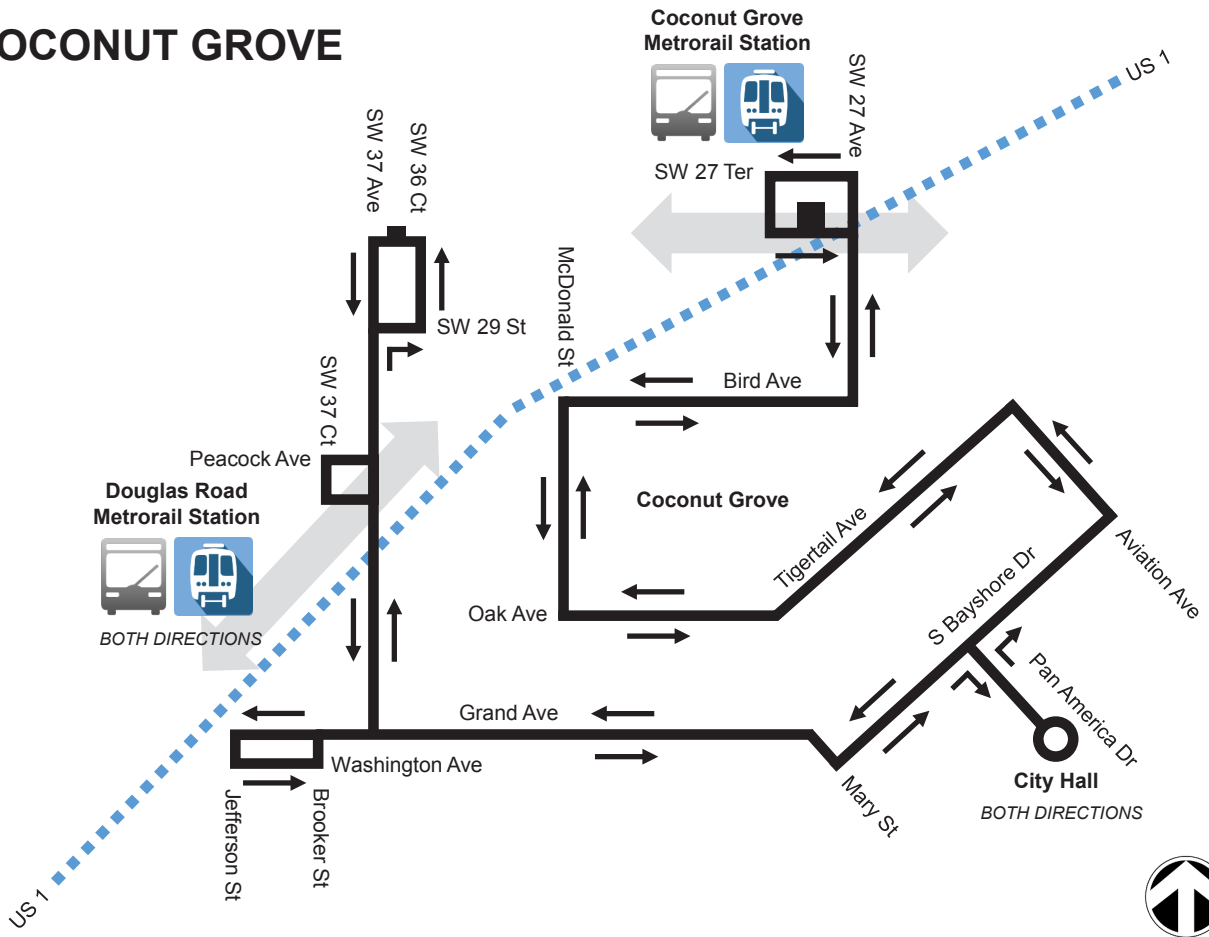 OCONUT GROVE
Coconut Grove
Metrorail Station
SW 27 Ave
US 1
SW 37 Ave
SW 36 Ct
SW 27 Ter
McDonald St
SW 29 St
SW 37 Ct
Bird Ave
Peacock Ave
Douglas Road
Metrorail Station
BOTH DIRECTIONS
Coconut Grove
Tigertail Ave
Aviation Ave
Oak Ave
S Bayshore Dr
Pan America Dr
Grand Ave
Washington Ave
Jefferson St
Brooker St
Mary St
City Hall
BOTH DIRECTIONS
US 1